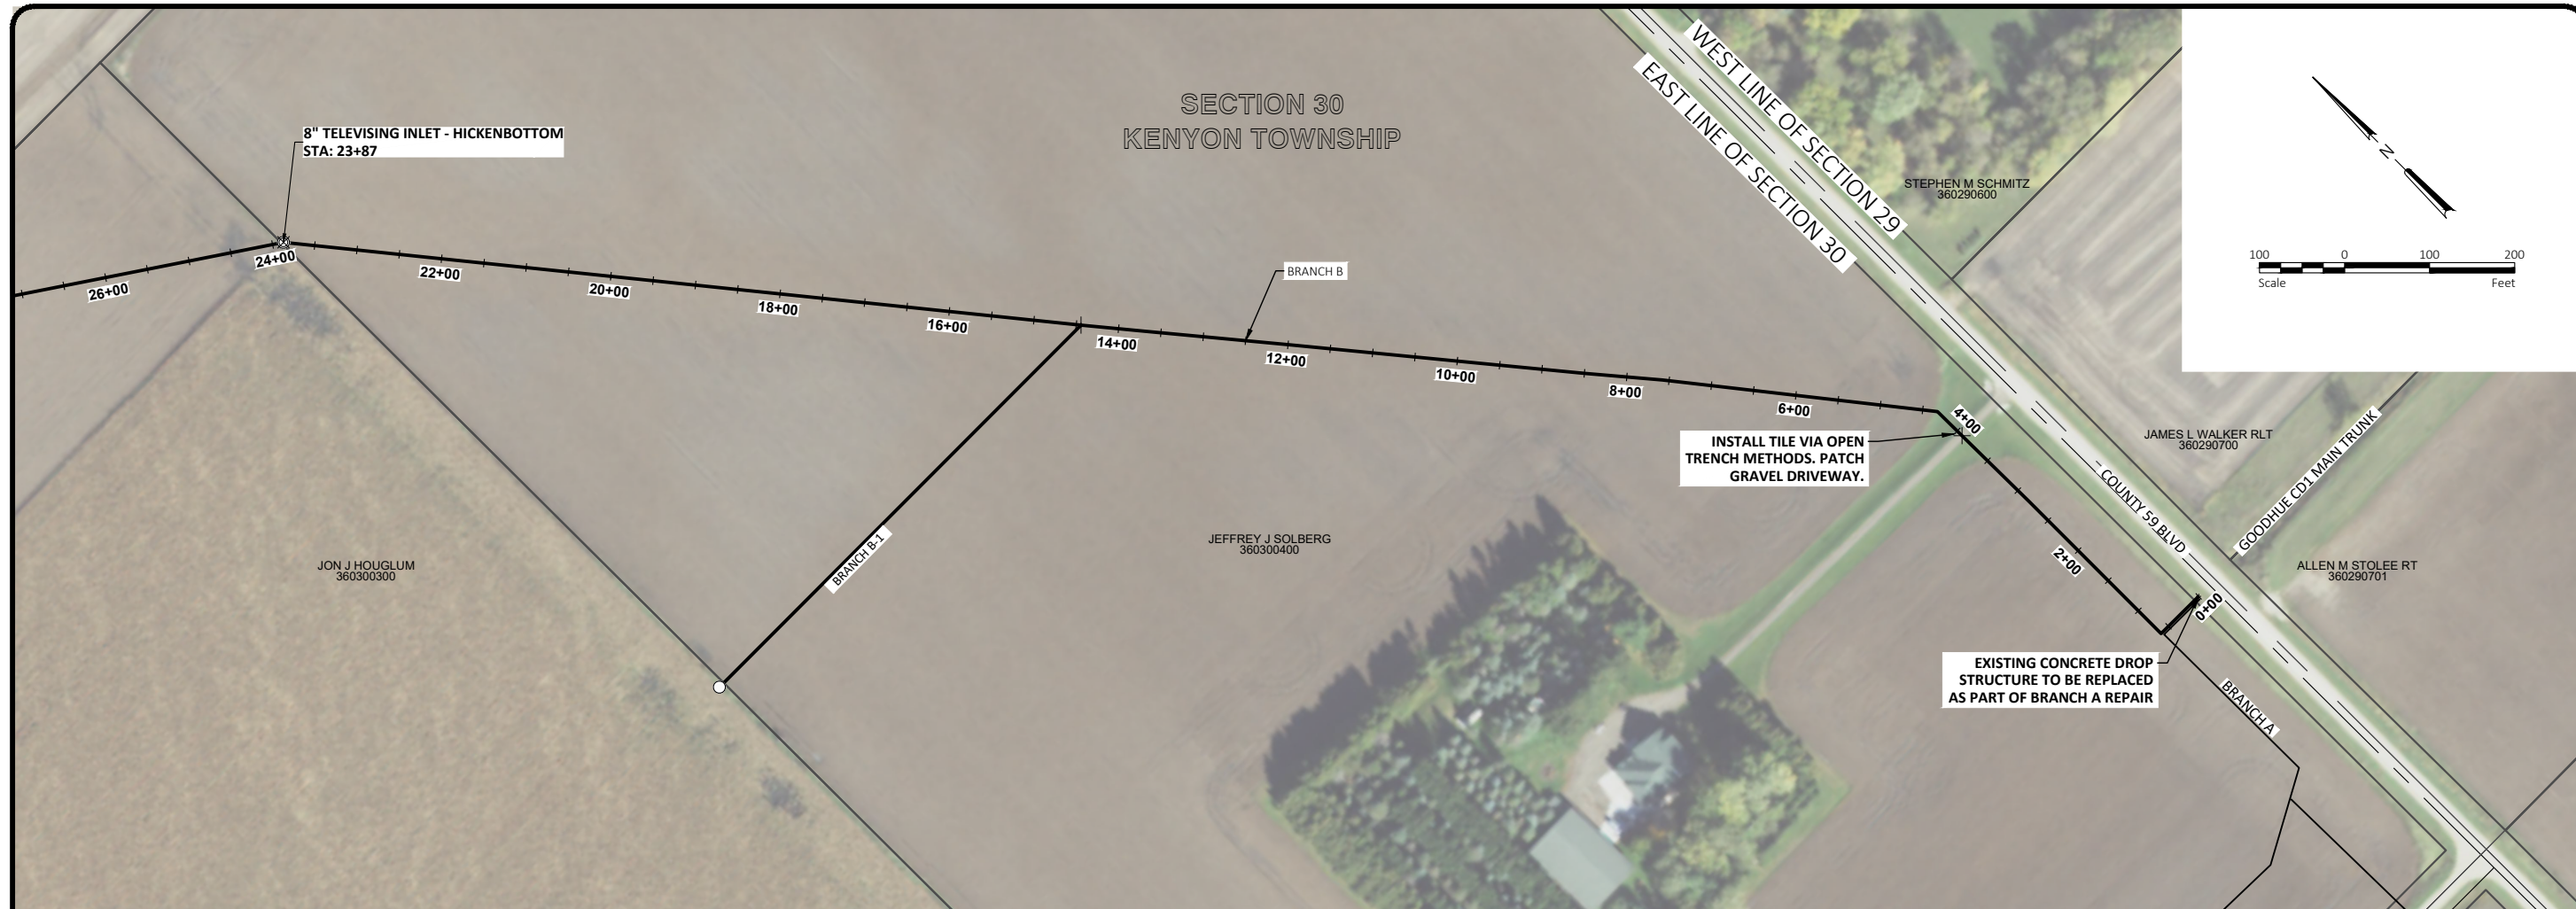 8" TELEVISING INLET - HICKENBOTTOM
STA: 23+87
SECTION 30
KENYON TOWNSHIP
WEST LINE OF SECTION 29
EAST LINE OF SECTION 30
STEPHEN M SCHMITZ
360290600
N
100 0 100 200
Scale Feet
26+00
24+00
22+00
20+00
18+00
16+00
14+00
BRANCH B
12+00
10+00
8+00
6+00
4+00
INSTALL TILE VIA OPEN
TRENCH METHODS. PATCH
GRAVEL DRIVEWAY.
JAMES L WALKER RLT
360290700
GOODHUE CD1 MAIN TRUNK
COUNTY 59 BLVD
2+00
0+00
ALLEN M STOLEE RT
360290701
JON J HOUGLUM
360300300
BRANCH B-1
JEFFREY J SOLBERG
360300400
EXISTING CONCRETE DROP
STRUCTURE TO BE REPLACED
AS PART OF BRANCH A REPAIR
BRANCH A